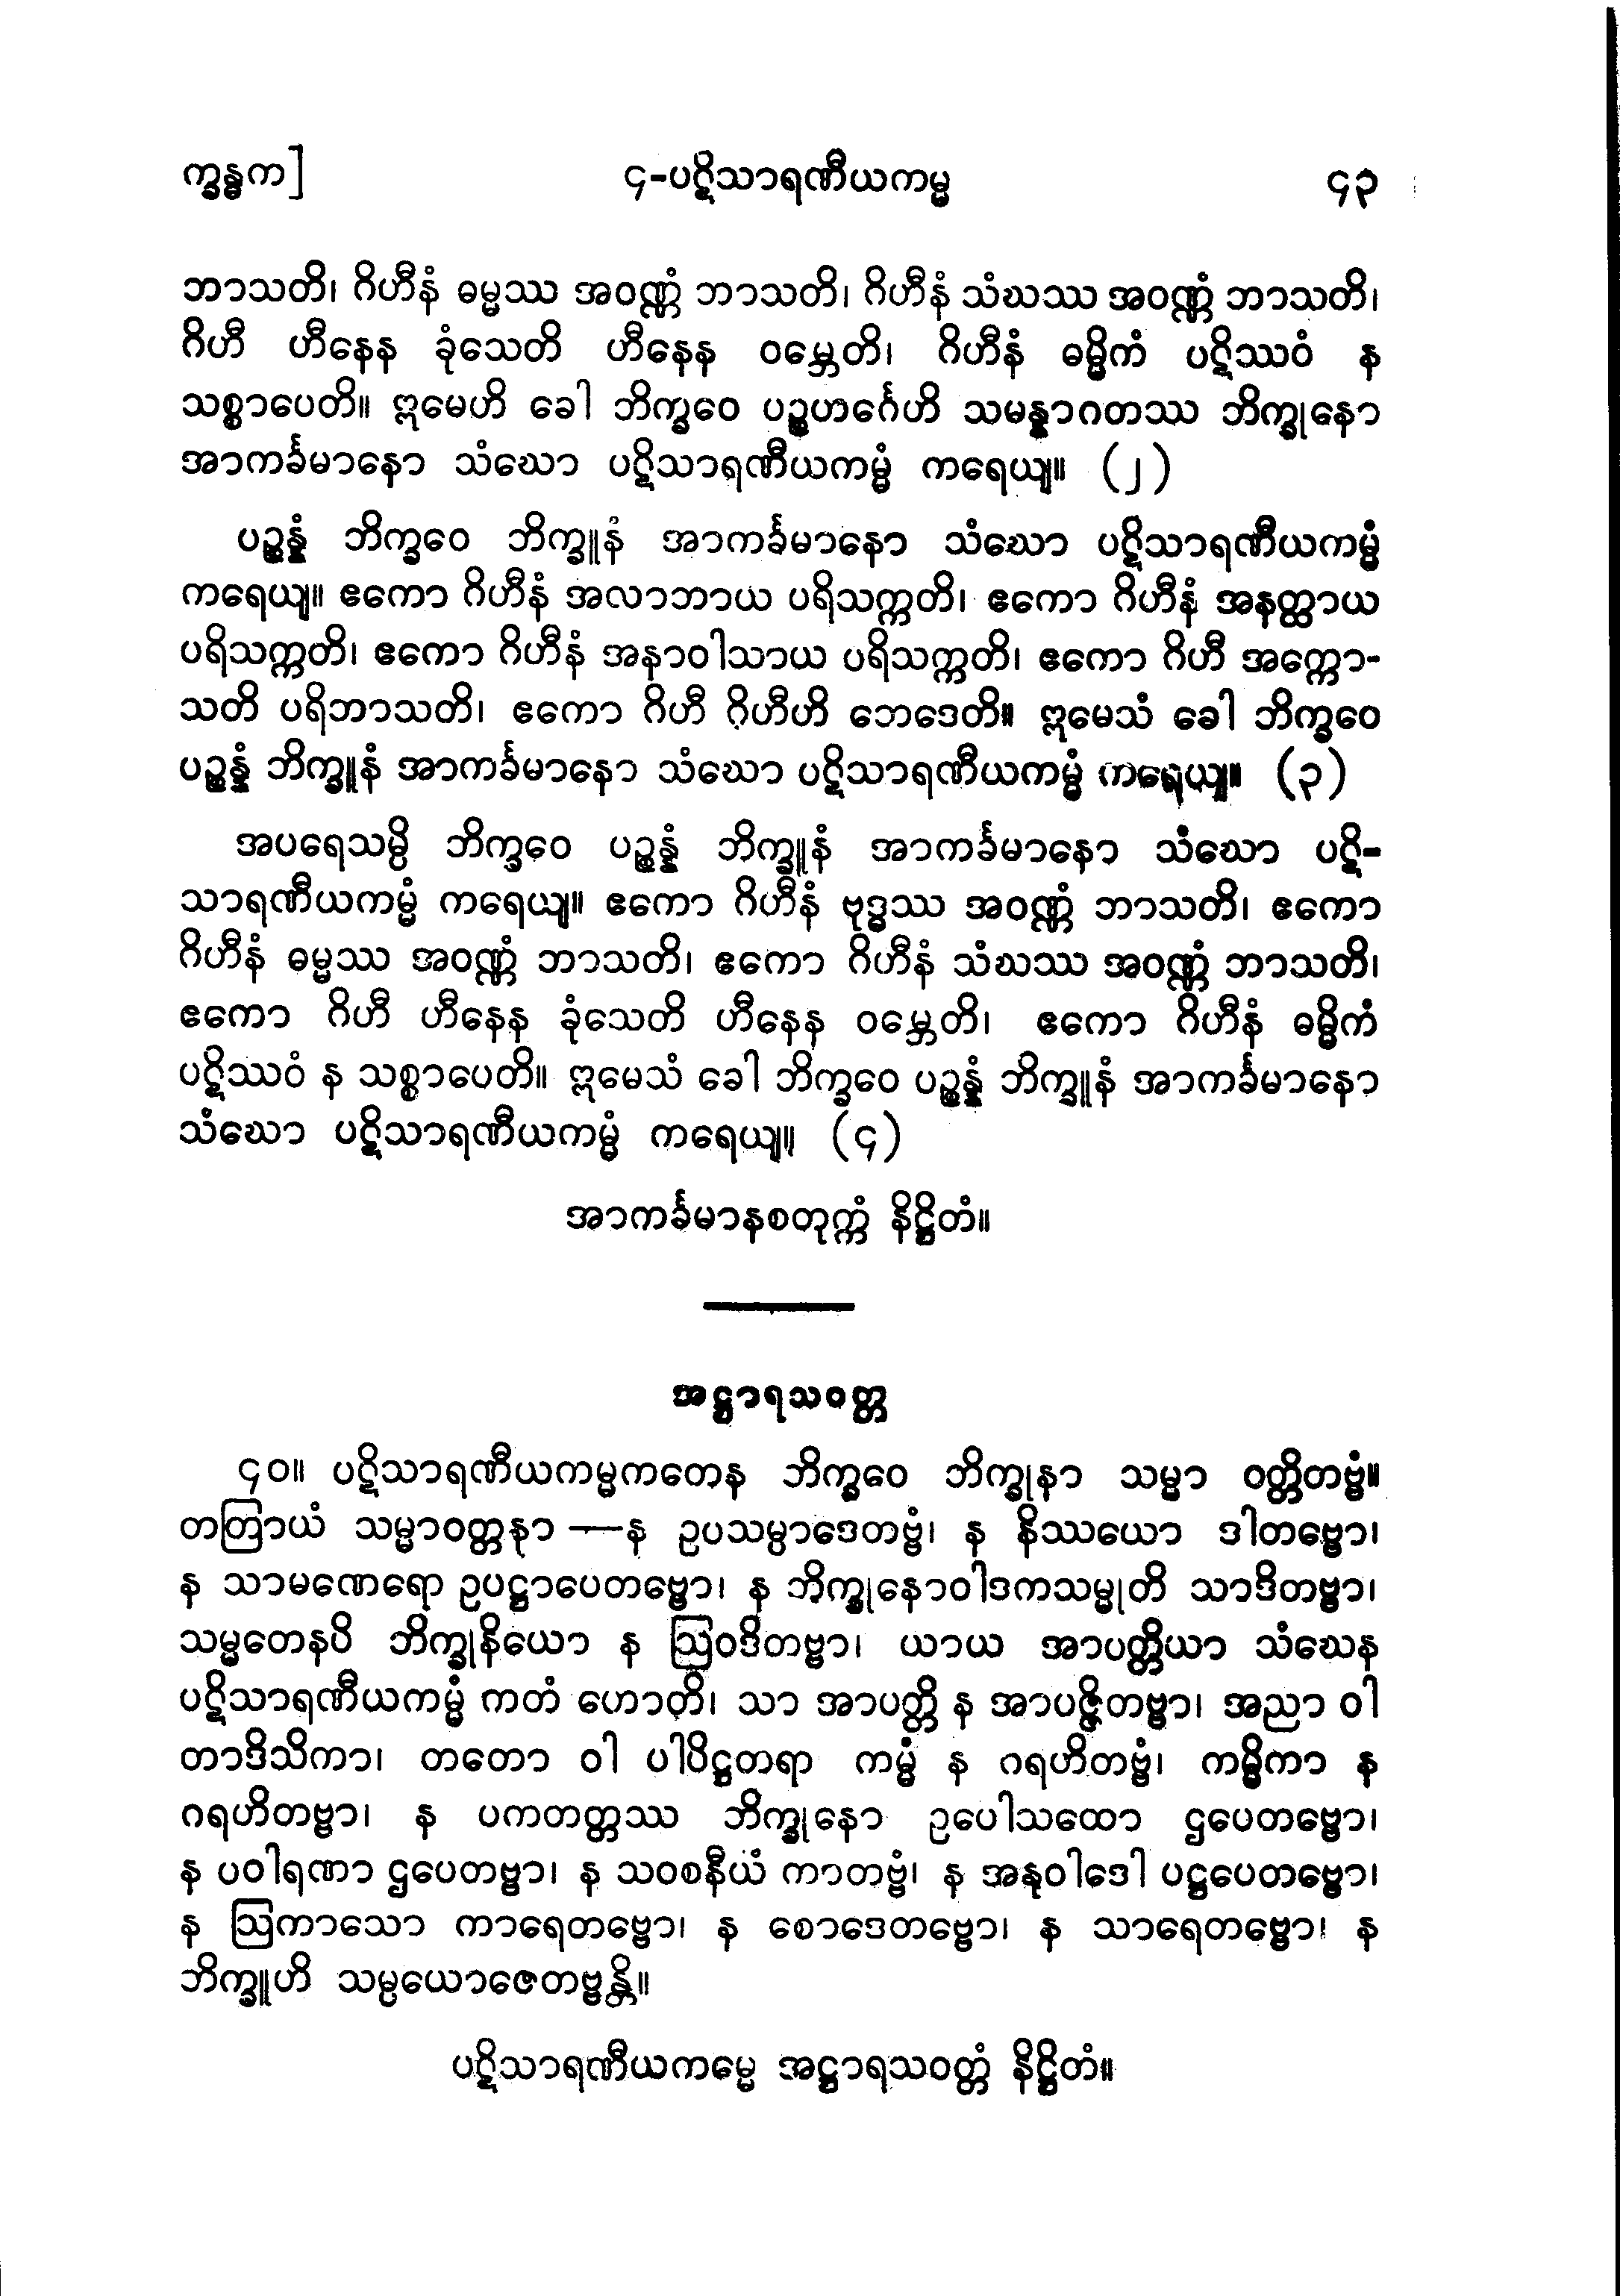 က္ခန္ဓက]
၄-ပဋိသာရဏီယကမ္မ
၄၃
ဘာသတိ၊ ဂိဟီနံ ဓမ္မဿ အဝဏ္ဏံ ဘာသတိ၊ ဂိဟီနံ သံဃဿ အဝဏ္ဏံ ဘာသတိ၊
ဂိဟီ ဟီနေန ခုံသေတိ ဟီနေန ဝမ္ဘေတိ၊ ဂိဟီနံ ဓမ္မိကံ ပဋိဿဝံ န
သစ္စာပေတိ။ ဣမေဟိ ခေါ ဘိက္ခဝေ ပဉ္စဟင်္ဂေဟိ သမန္နာဂတဿ ဘိက္ခုနော
အာကင်္ခမာနော သံဃော ပဋိသာရဏီယကမ္မံ ကရေယျ။ (၂)
ပဉ္စန္နံ ဘိက္ခဝေ ဘိက္ခူနံ အာကင်္ခမာနော သံဃော ပဋိသာရဏီယကမ္မံ
ကရေယျ။ ဧကော ဂိဟီနံ အလာဘာယ ပရိသက္ကတိ၊ ဧကော ဂိဟီနံ အနတ္ထာယ
ပရိသက္ကတိ၊ ဧကော ဂိဟီနံ အနာဝါသာယ ပရိသက္ကတိ၊ ဧကော ဂိဟီ အက္ကော-
သတိ ပရိဘာသတိ၊ ဧကော ဂိဟီ ဂိဟီဟိ ဘေဒေတိ။ ဣမေသံ ခေါ ဘိက္ခဝေ
ပဉ္စန္နံ ဘိက္ခူနံ အာကင်္ခမာနော သံဃော ပဋိသာရဏီယကမ္မံ ကရေယျ။ (၃)
အပရေသမ္ပိ ဘိက္ခဝေ ပဉ္စန္နံ ဘိက္ခူနံ အာကင်္ခမာနော သံဃော ပဋိ-
သာရဏီယကမ္မံ ကရေယျ။ ဧကော ဂိဟီနံ ဗုဒ္ဓဿ အဝဏ္ဏံ ဘာသတိ၊ ဧကော
ဂိဟီနံ ဓမ္မဿ အဝဏ္ဏံ ဘာသတိ၊ ဧကော ဂိဟီနံ သံဃဿ အဝဏ္ဏံ ဘာသတိ၊
ဧကော ဂိဟီ ဟီနေန ခုံသေတိ ဟီနေန ဝမ္ဘေတိ၊ ဧကော ဂိဟီနံ ဓမ္မိကံ
ပဋိဿဝံ န သစ္စာပေတိ။ ဣမေသံ ခေါ ဘိက္ခဝေ ပဉ္စန္နံ ဘိက္ခူနံ အာကင်္ခမာနော
သံဃော ပဋိသာရဏီယကမ္မံ ကရေယျ။ (၄)
အာကင်္ခမာနစတုက္ကံ နိဋ္ဌိတံ။
အဋ္ဌာရသဝတ္တ
၄၀။ ပဋိသာရဏီယကမ္မကတေန ဘိက္ခဝေ ဘိက္ခုနာ သမ္မာ ဝတ္တိတဗ္ဗံ။
တတြာယံ သမ္မာဝတ္တနာ —န ဥပသမ္ပာဒေတဗ္ဗံ၊ န နိဿယော ဒါတဗ္ဗော၊
န သာမဏေရော ဥပဋ္ဌာပေတဗ္ဗော၊ န ဘိက္ခုနောဝါဒကသမ္မုတိ သာဒိတဗ္ဗာ၊
သမ္မတေနပိ ဘိက္ခုနိယော န ဩဝဒိတဗ္ဗာ၊ ယာယ အာပတ္တိယာ သံဃေန
ပဋိသာရဏီယကမ္မံ ကတံ ဟောတိ၊ သာ အာပတ္တိ န အာပဇ္ဇိတဗ္ဗာ၊ အညာ ဝါ
တာဒိသိကာ၊ တတော ဝါ ပါပိဋ္ဌတရာ ကမ္မံ န ဂရဟိတဗ္ဗံ၊ ကမ္မိကာ န
ဂရဟိတဗ္ဗာ၊ န ပကတတ္တဿ ဘိက္ခုနော ဥပေါသထော ဌပေတဗ္ဗော၊
န ပဝါရဏာ ဌပေတဗ္ဗာ၊ န သဝစနီယံ ကာတဗ္ဗံ၊ န အနုဝါဒေါ ပဋ္ဌပေတဗ္ဗော၊
န ဩကာသော ကာရေတဗ္ဗော၊ န စောဒေတဗ္ဗော၊ န သာရေတဗ္ဗော၊ န
ဘိက္ခူဟိ သမ္ပယောဇေတဗ္ဗန္တိ။
ပဋိသာရဏီယကမ္မေ အဋ္ဌာရသဝတ္တံ နိဋ္ဌိတံ။